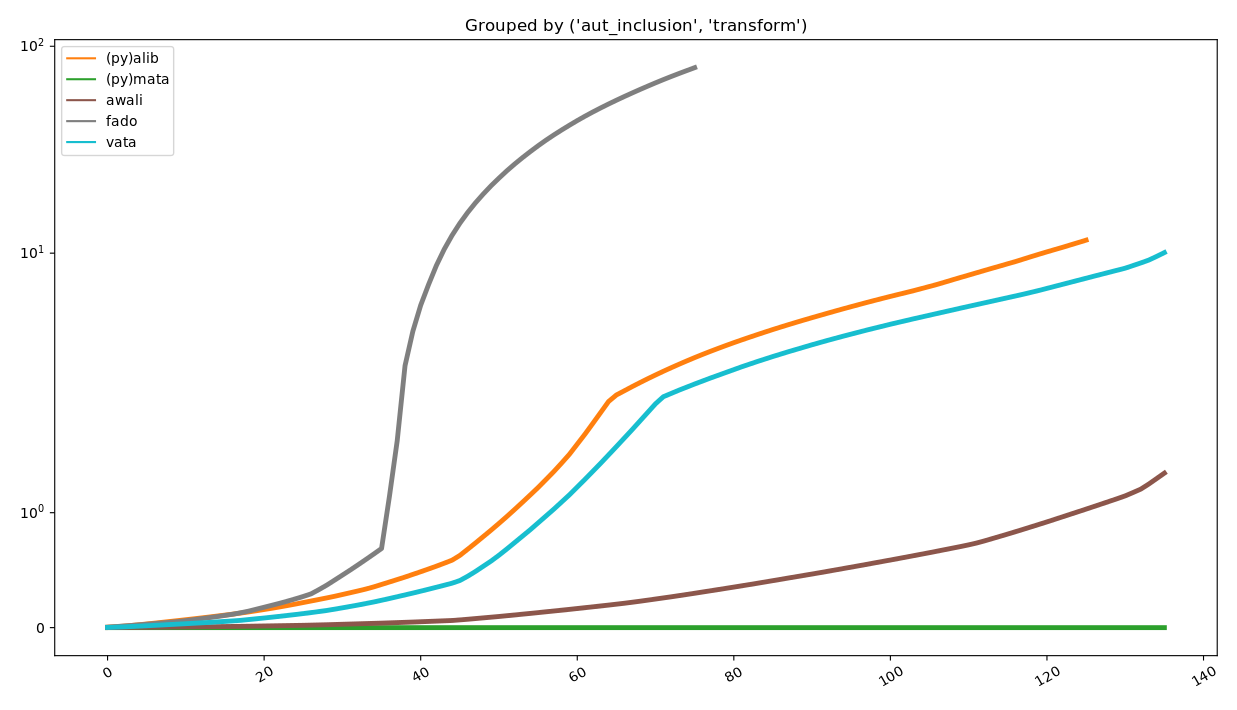 Grouped by ('aut_inclusion', 'transform')
10²
10¹
10⁰
0
(py)alib
(py)mata
awali
fado
vata
0
20
40
60
80
100
120
140